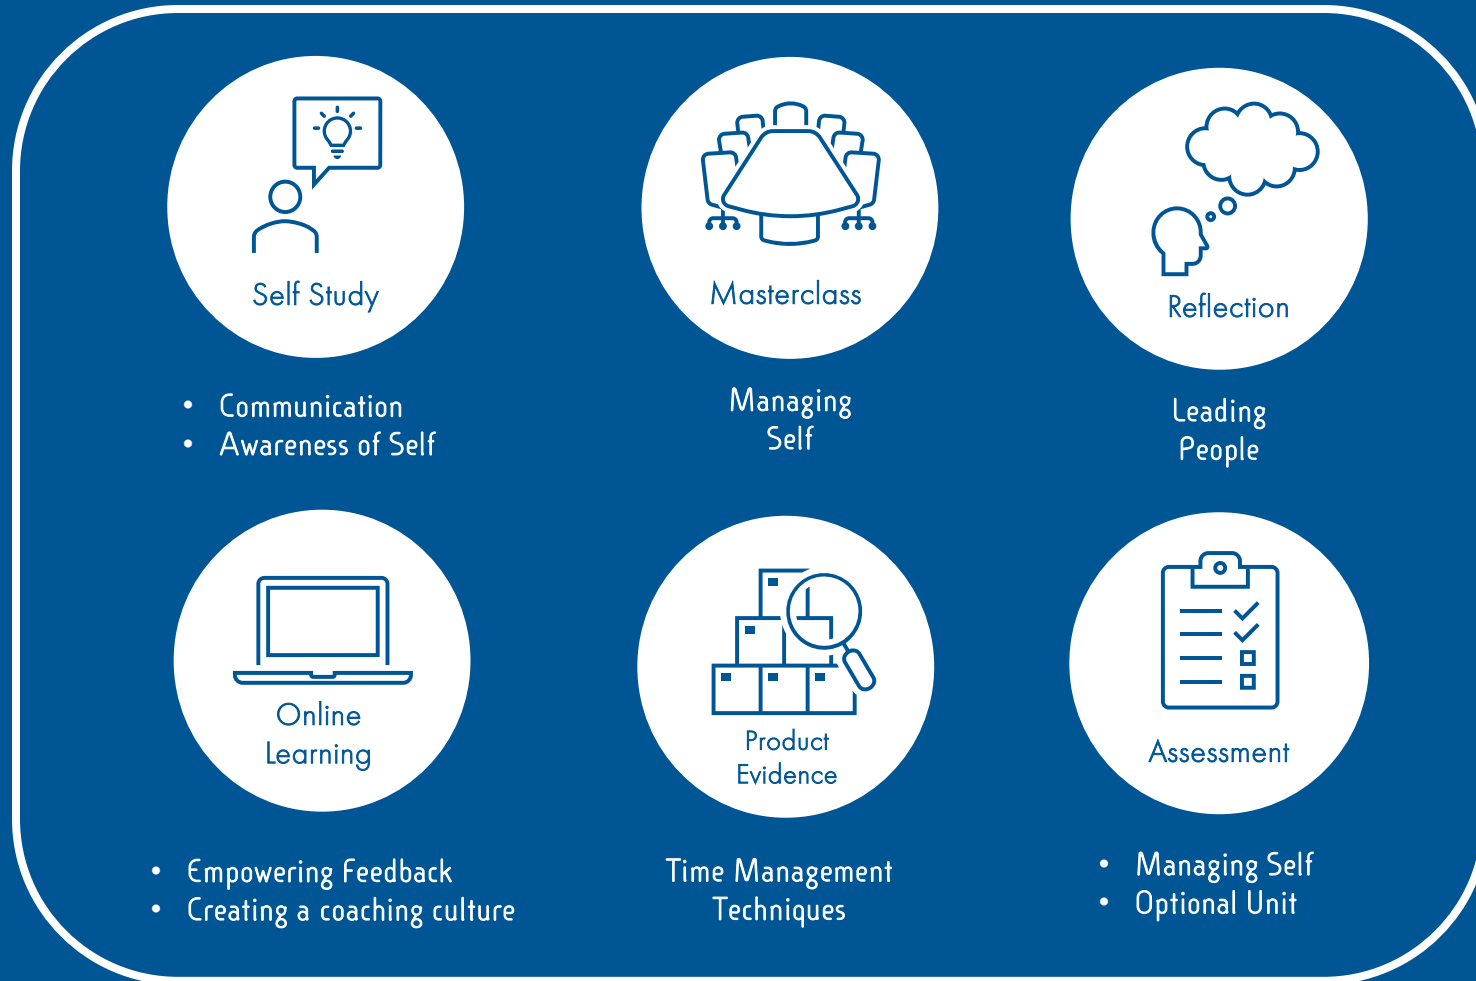 Self Study
• Communication
• Awareness of Self
Masterclass
Managing
Self
Reflection
Leading
People
Online
Learning
• Empowering Feedback
• Creating a coaching culture
Product
Evidence
Time Management
Techniques
Assessment
• Managing Self
• Optional Unit